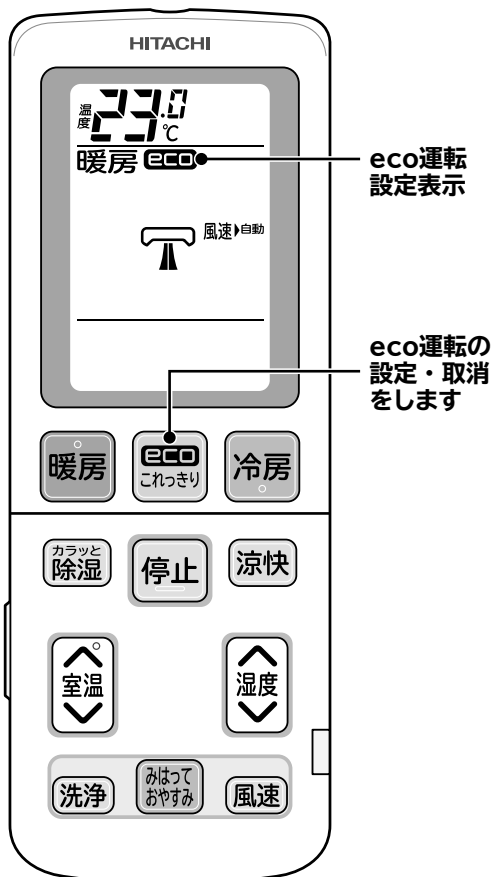 HITACHI
温度
23.0
℃
暖房 eco
風速▶自動
eco運転
設定表示
eco運転の
設定・取消
をします
暖房
eco
これっきり
冷房
カラッと
除湿
停止
涼快
室温
湿度
洗浄
みはって
おやすみ
風速